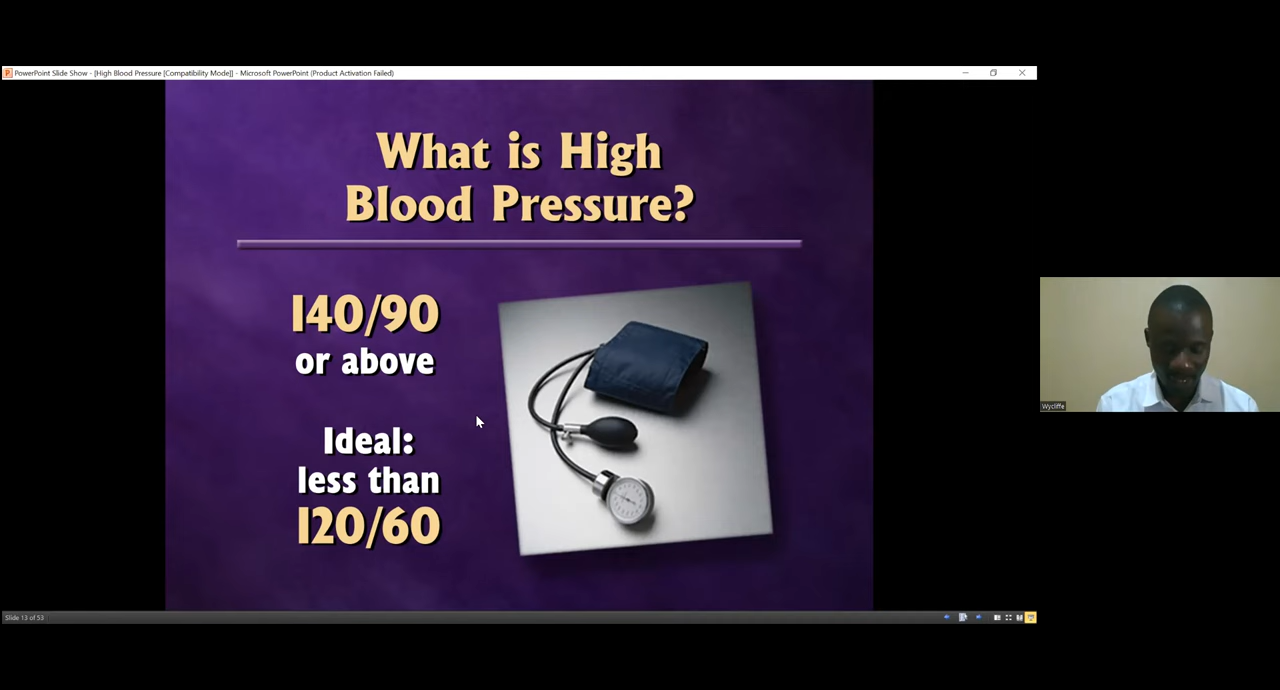 PowerPoint Slide Show - [High Blood Pressure [Compatibility Mode]] - Microsoft PowerPoint (Product Activation Failed)
What is High
Blood Pressure?
140/90
or above
Ideal:
less than
120/60
Wycliffe
Slide 13 of 53